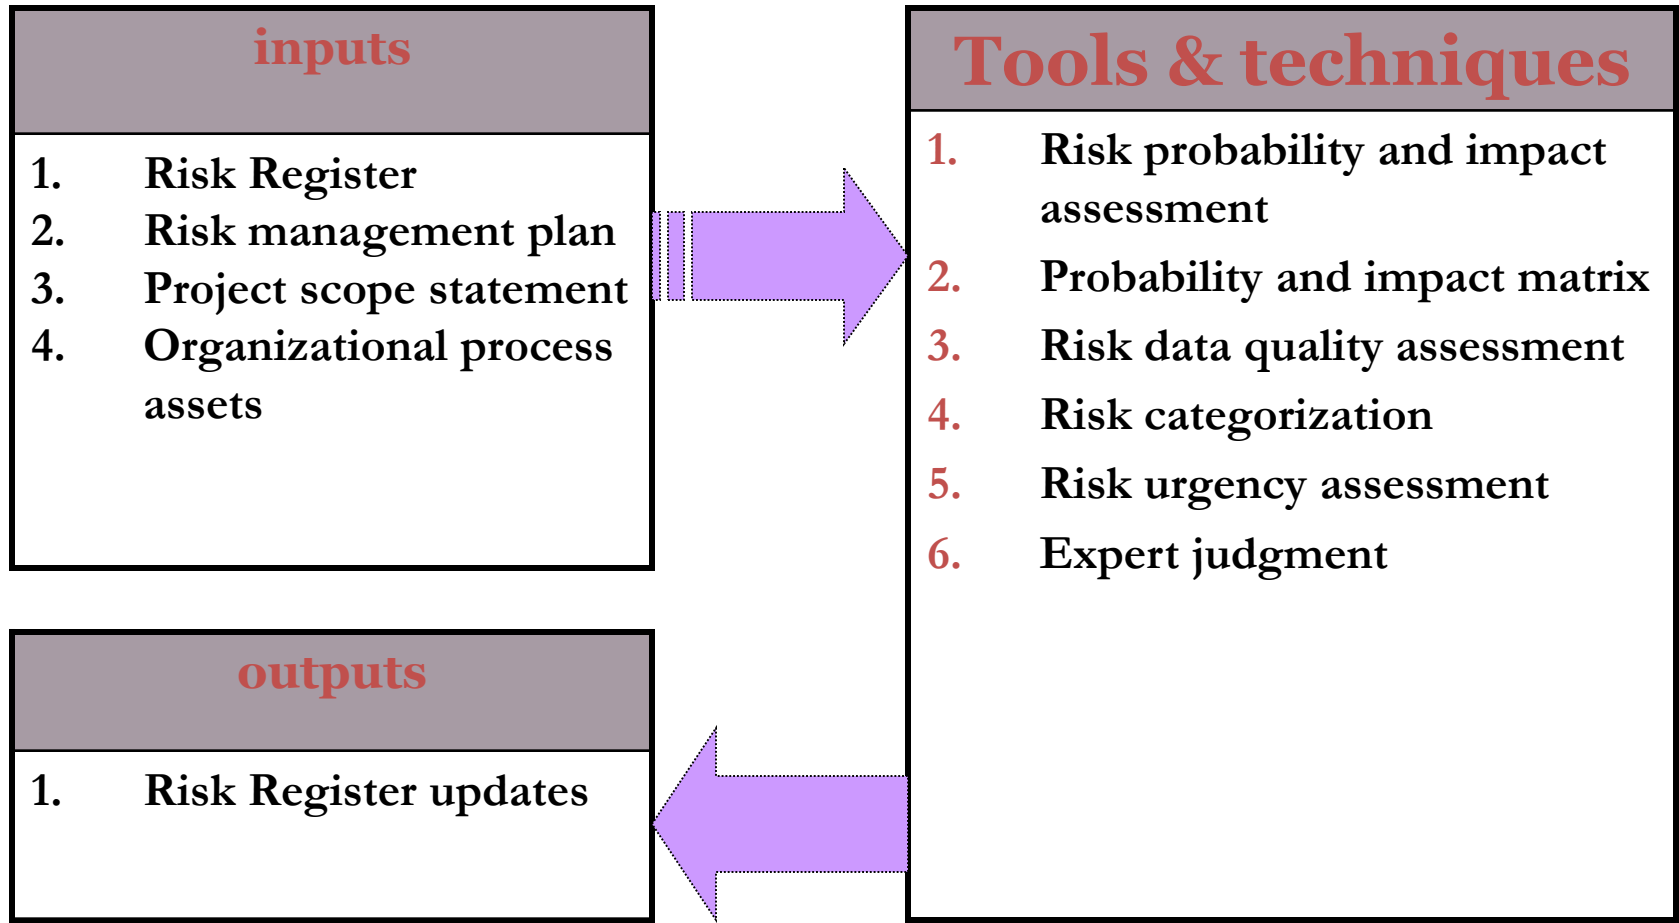 inputs
1. Risk Register
2. Risk management plan
3. Project scope statement
4. Organizational process
assets
Tools & techniques
1. Risk probability and impact
assessment
2. Probability and impact matrix
3. Risk data quality assessment
4. Risk categorization
5. Risk urgency assessment
6. Expert judgment
outputs
1. Risk Register updates